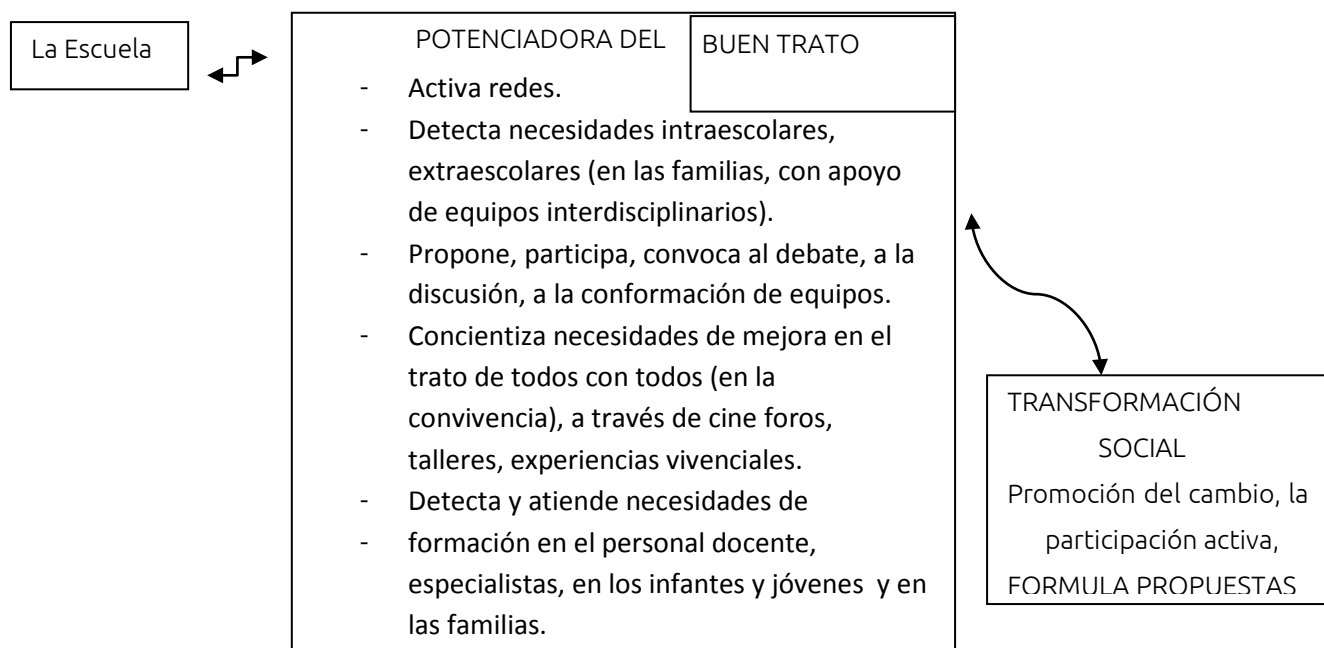 La Escuela
POTENCIADORA DEL
BUEN TRATO
- Activa redes.
- Detecta necesidades intraescolares,
extraescolares (en las familias, con apoyo
de equipos interdisciplinarios).
- Propone, participa, convoca al debate, a la
discusión, a la conformación de equipos.
- Concientiza necesidades de mejora en el
trato de todos con todos (en la
convivencia), a través de cine foros,
talleres, experiencias vivenciales.
- Detecta y atiende necesidades de
- formación en el personal docente,
especialistas, en los infantes y jóvenes y en
las familias.
TRANSFORMACIÓN
SOCIAL
Promoción del cambio, la
participación activa,
FORMULA PROPUESTAS